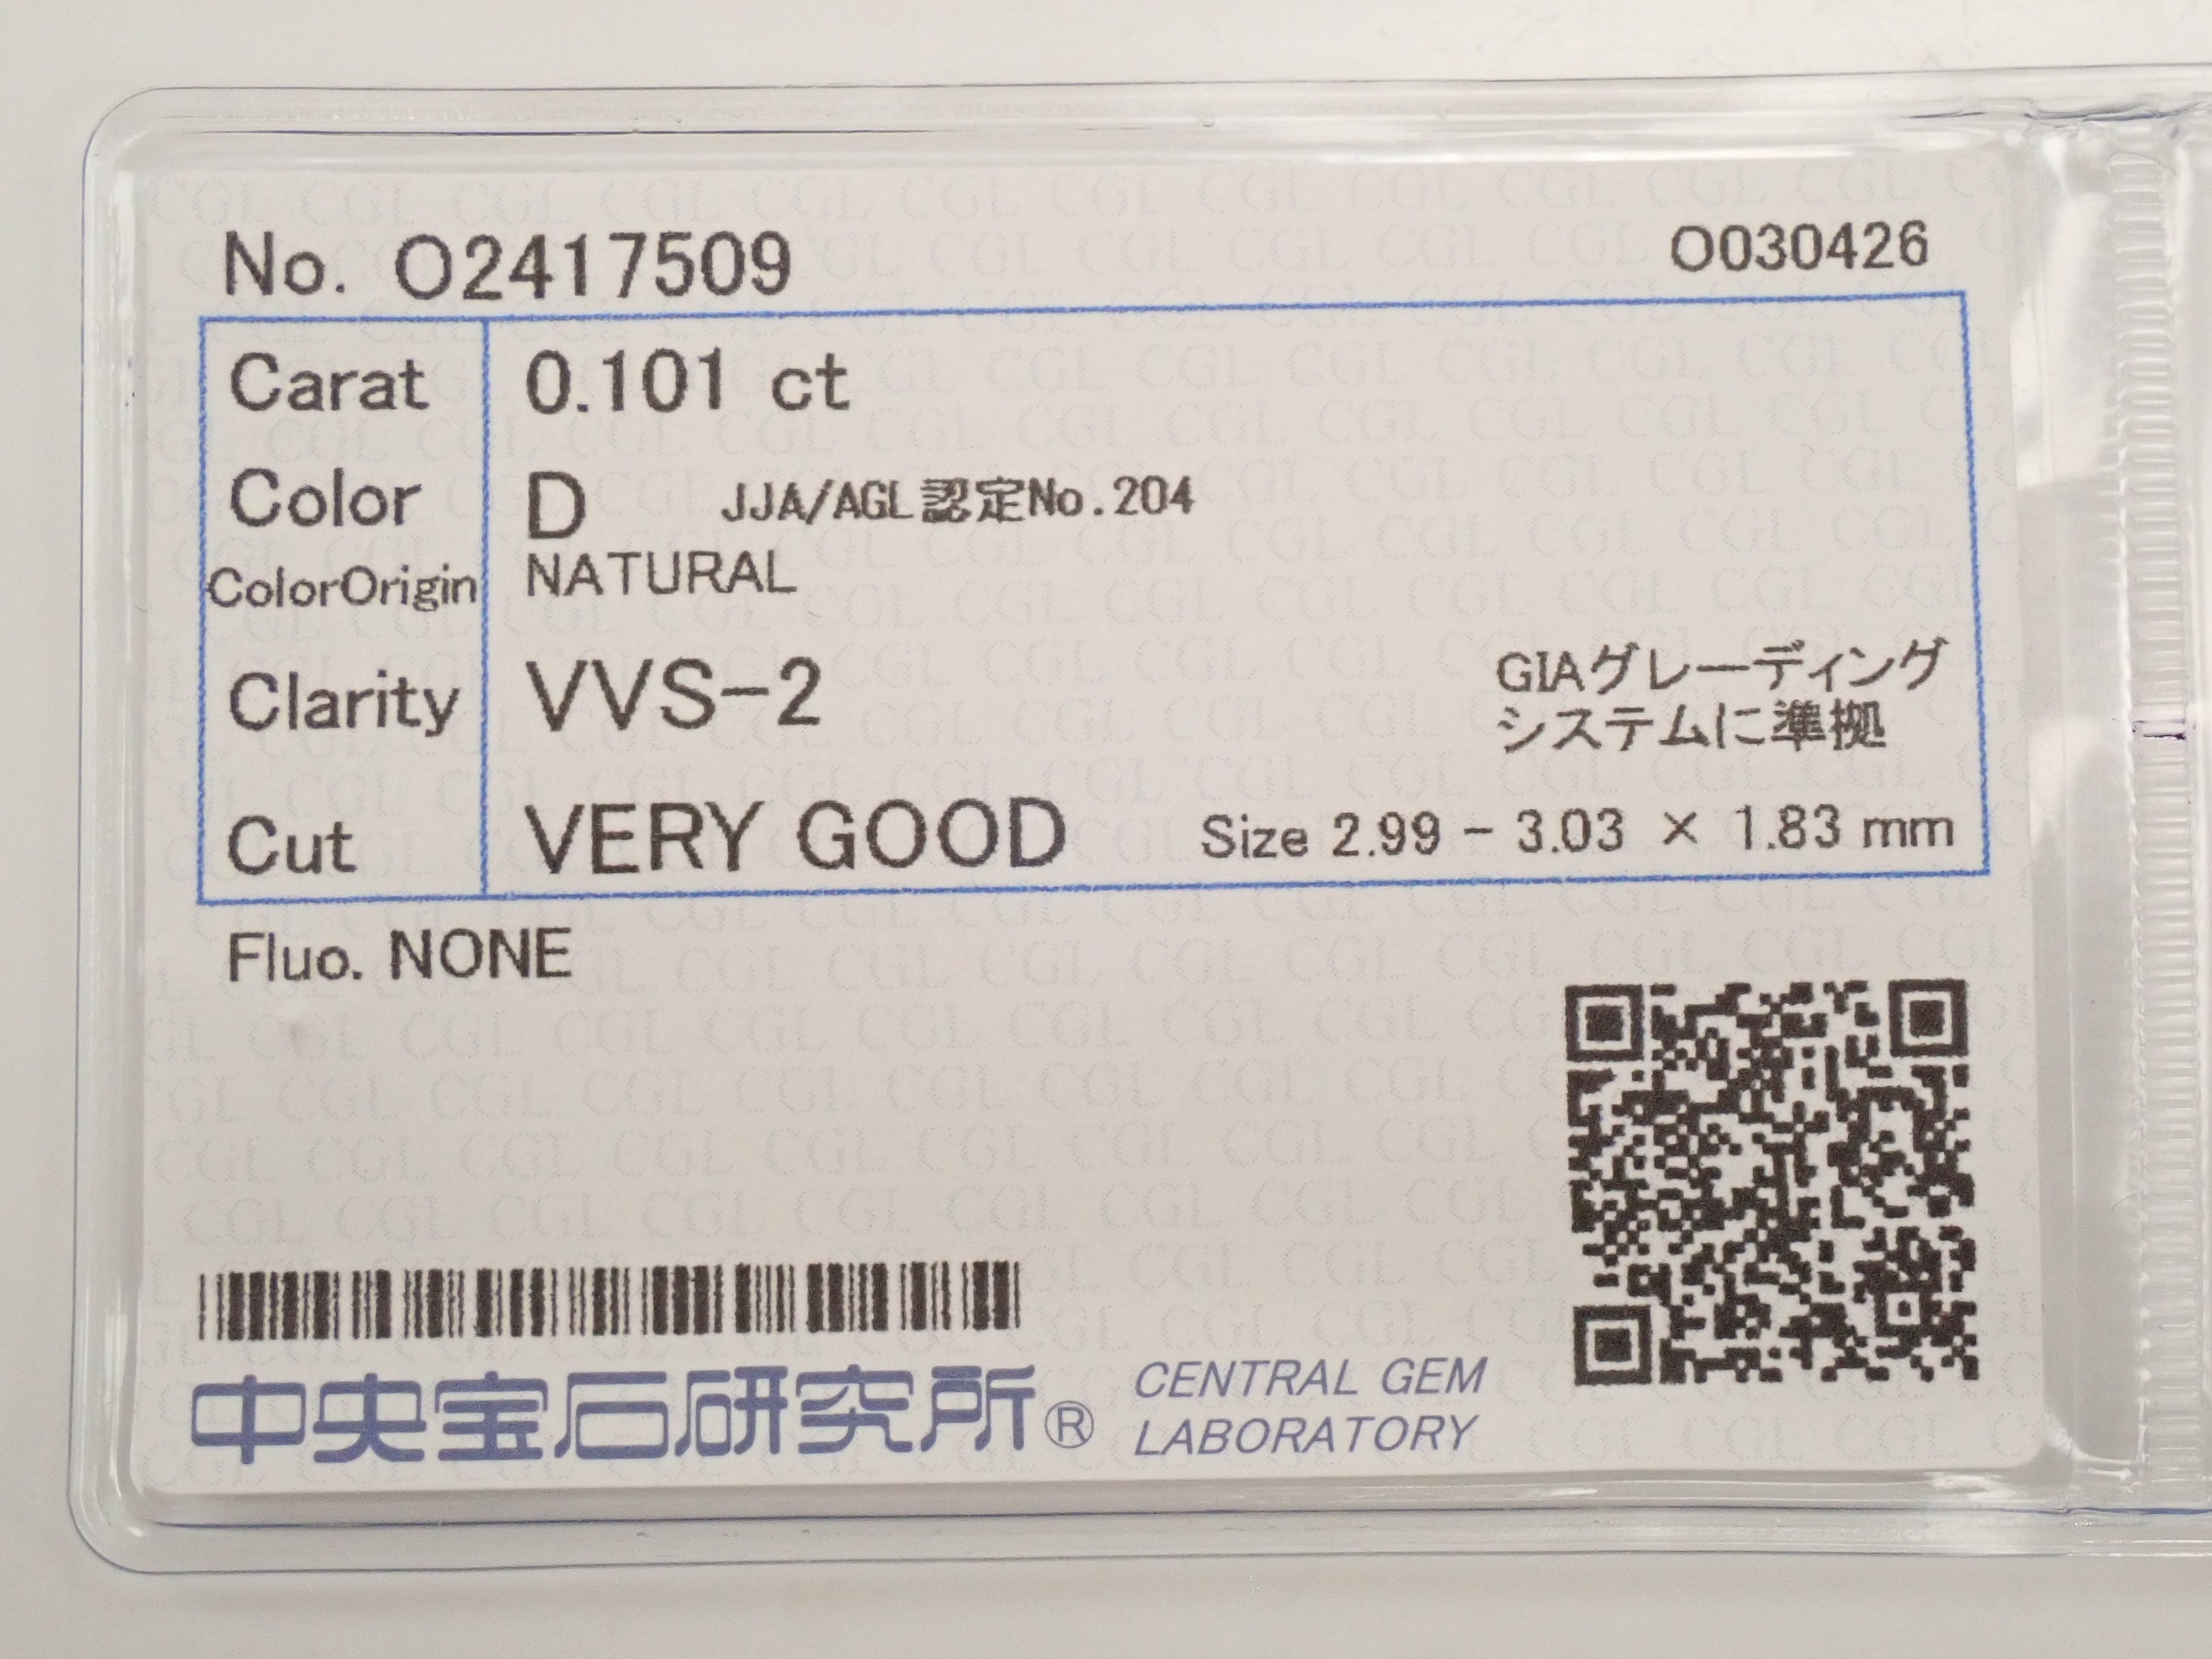 No. O2417509
O030426
Carat 0.101 ct
Color D JJA/AGL認定No.204
ColorOrigin NATURAL
Clarity VVS-2
GIAグレーディング
システムに準拠
Cut VERY GOOD Size 2.99 - 3.03 × 1.83 mm
Fluo. NONE
中央宝石研究所® CENTRAL GEM
LABORATORY